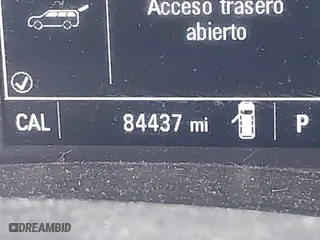 Acceso trasero
abierto
CAL 84437 mi P
DREAMBID